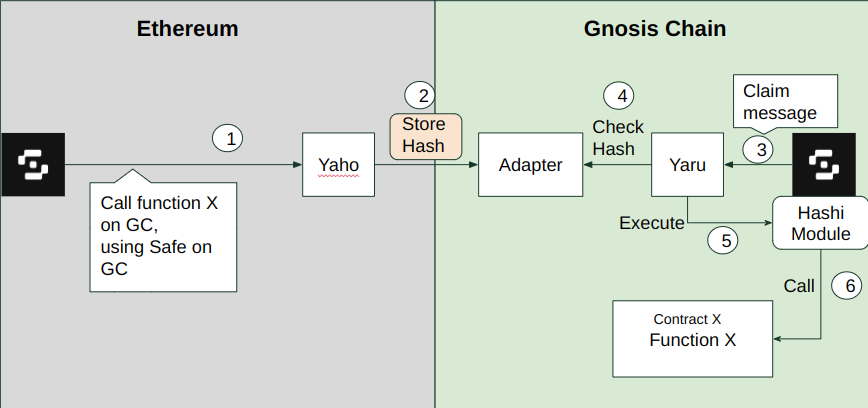 Ethereum
Gnosis Chain
1
2
Store
Hash
4
Check
Hash
Claim
message
3
Yaho
Adapter
Yaru
Call function X
on GC,
using Safe on
GC
Execute
5
Hashi
Module
Call
6
Contract X
Function X